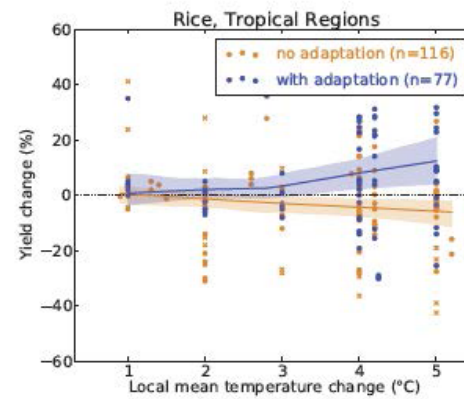 Rice, Tropical Regions
no adaptation (n=116)
with adaptation (n=77)
Yield change (%)
60
40
20
0
−20
−40
−60
1 2 3 4 5
Local mean temperature change (°C)